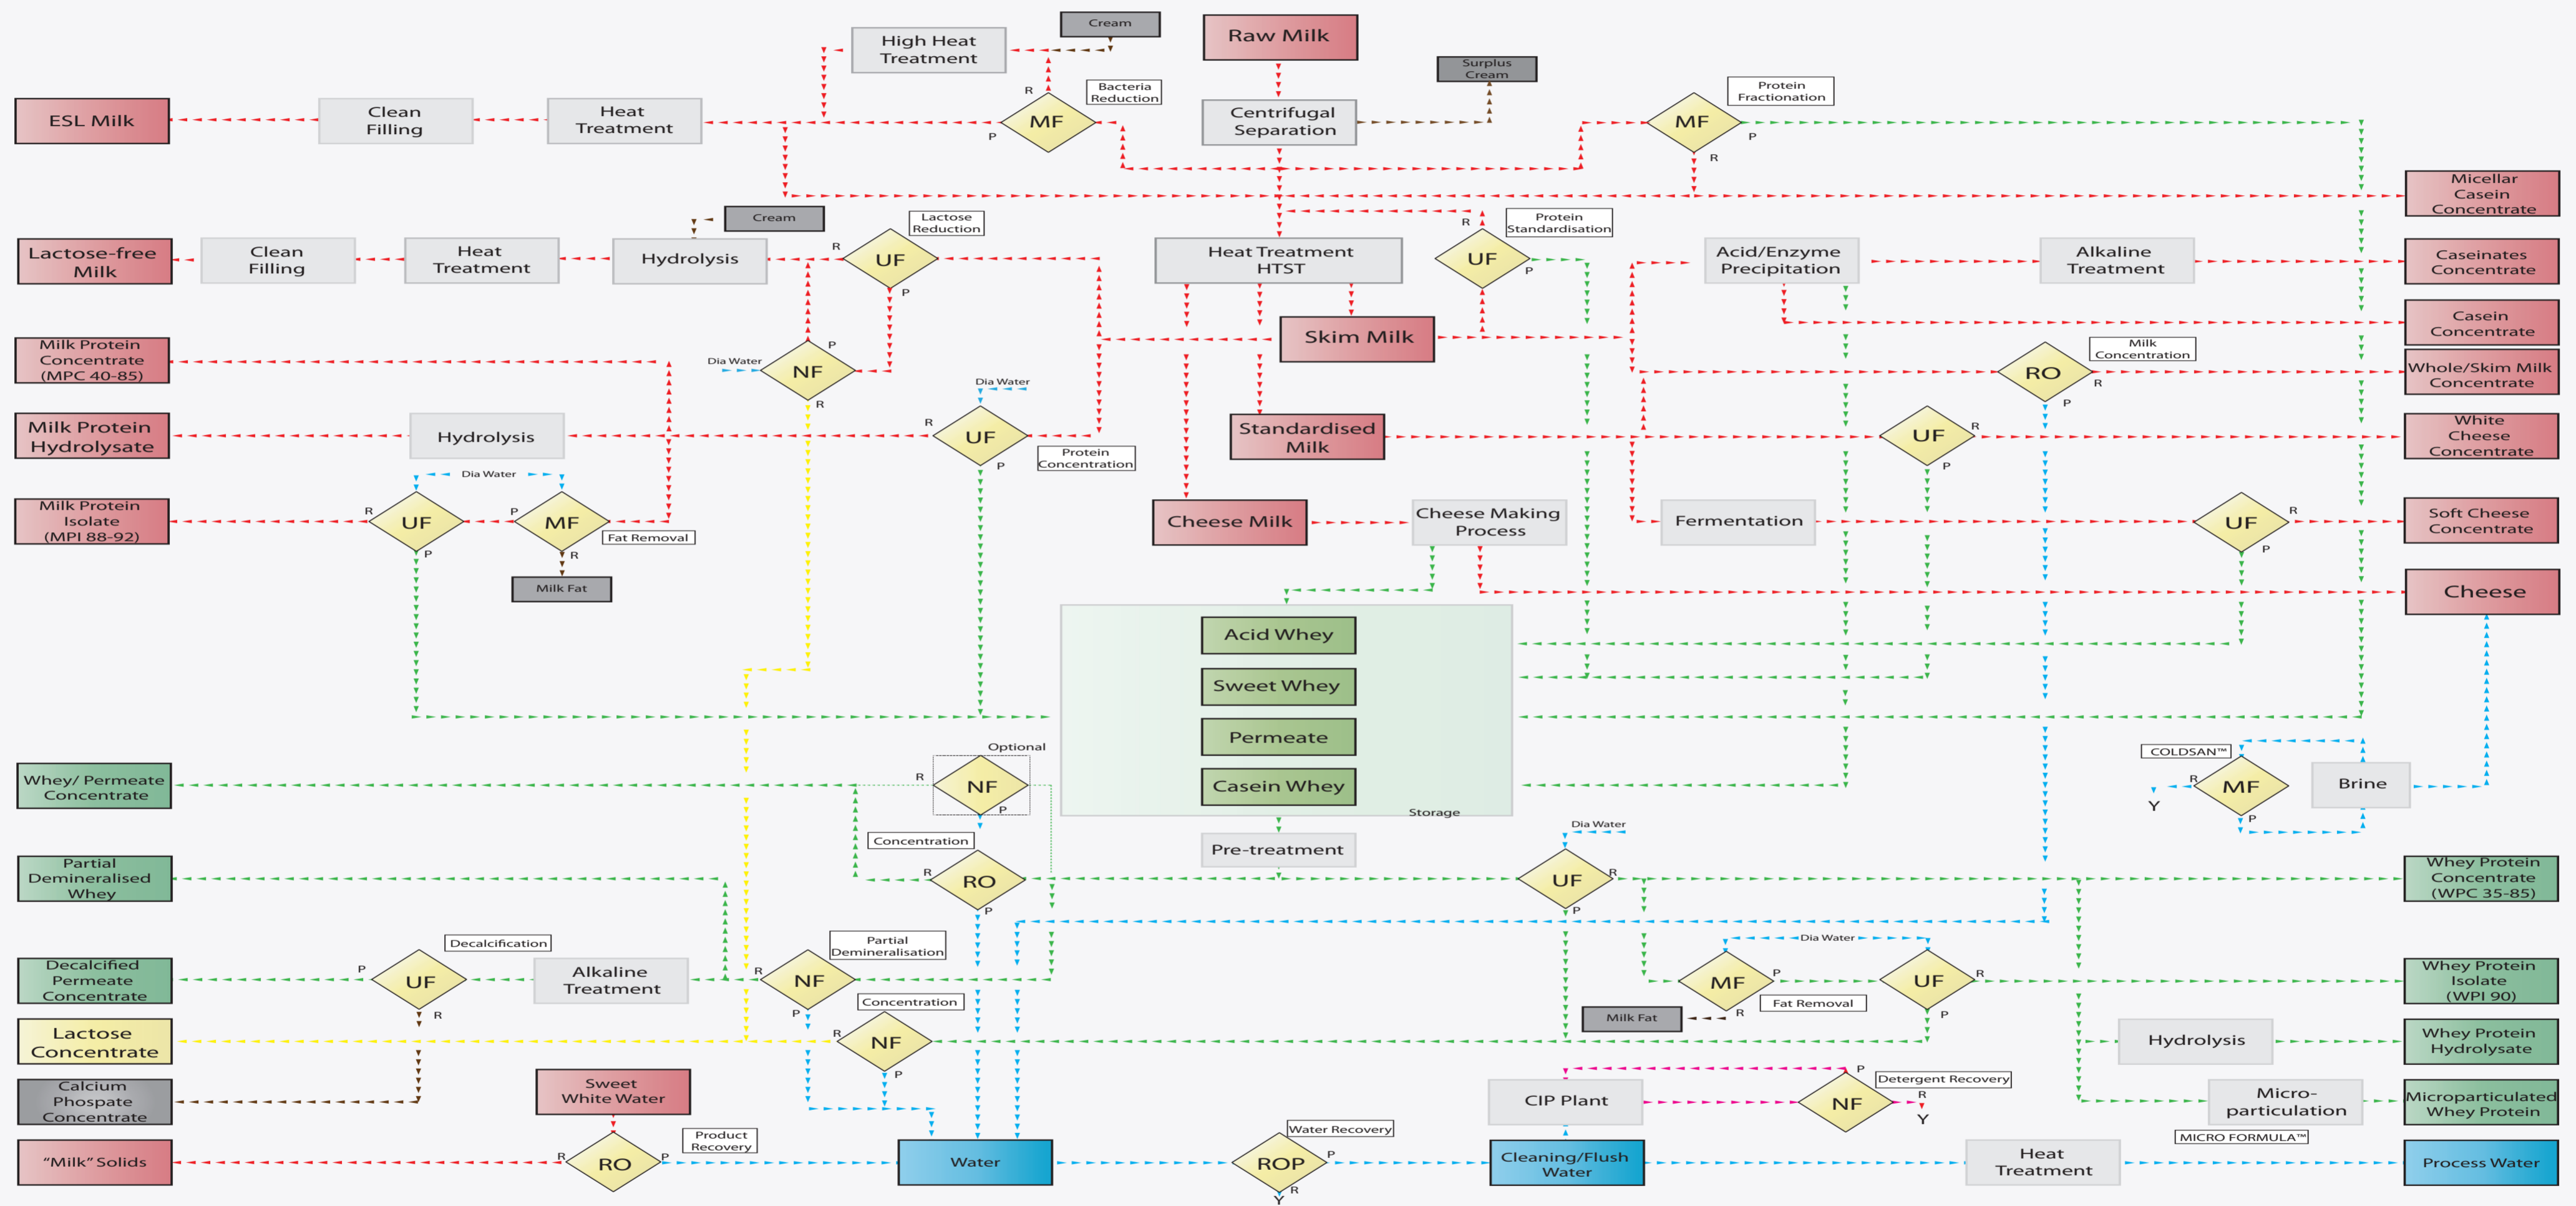 Cream
Raw Milk
High Heat
Treatment
Surplus
Cream
R
Bacteria
Reduction
Protein
Fractionation
ESL Milk
Clean
Filling
Heat
Treatment
MF
P
Centrifugal
Separation
MF
P
R
Micellar
Casein
Concentrate
Cream
Lactose
Reduction
R
Protein
Standardisation
R
Lactose-free
Milk
Clean
Filling
Heat
Treatment
Hydrolysis
UF
P
Heat Treatment
HTST
UF
P
Acid/Enzyme
Precipitation
Alkaline
Treatment
Caseinates
Concentrate
Casein
Concentrate
Skim Milk
Milk Protein
Concentrate
(MPC 40-85)
Dia Water
P
NF
R
Milk
Concentration
RO
R
P
Whole/Skim Milk
Concentrate
Dia Water
Milk Protein
Hydrolysate
Hydrolysis
R
UF
P
Protein
Concentration
Standardised
Milk
R
UF
P
White
Cheese
Concentrate
Dia Water
Milk Protein
Isolate
(MPI 88-92)
R
UF
P
P
MF
R
Fat Removal
Milk Fat
Cheese Milk
Cheese Making
Process
Fermentation
UF
R
P
Soft Cheese
Concentrate
Cheese
Acid Whey
Sweet Whey
Permeate
Casein Whey
Storage
Optional
Whey/ Permeate
Concentrate
R
NF
P
COLDSAN™
R
MF
P
Y
Brine
Concentration
Pre-treatment
Dia Water
Partial
Demineralised
Whey
R
RO
P
UF
R
P
Whey Protein
Concentrate
(WPC 35-85)
Decalcification
Partial
Demineralisation
Dia Water
Decalcified
Permeate
Concentrate
P
UF
R
Alkaline
Treatment
R
NF
P
MF
P
R
Fat Removal
Milk Fat
UF
R
P
Whey Protein
Isolate
(WPI 90)
Concentration
Lactose
Concentrate
R
NF
P
Hydrolysis
Whey Protein
Hydrolysate
Calcium
Phospate
Concentrate
Sweet
White Water
CIP Plant
P
NF
Detergent Recovery
R
Y
Micro-
particulation
Microparticulated
Whey Protein
MICRO FORMULA™
"Milk" Solids
R
RO
P
Product
Recovery
Water
Water Recovery
ROP
P
R
Y
Cleaning/Flush
Water
Heat
Treatment
Process Water